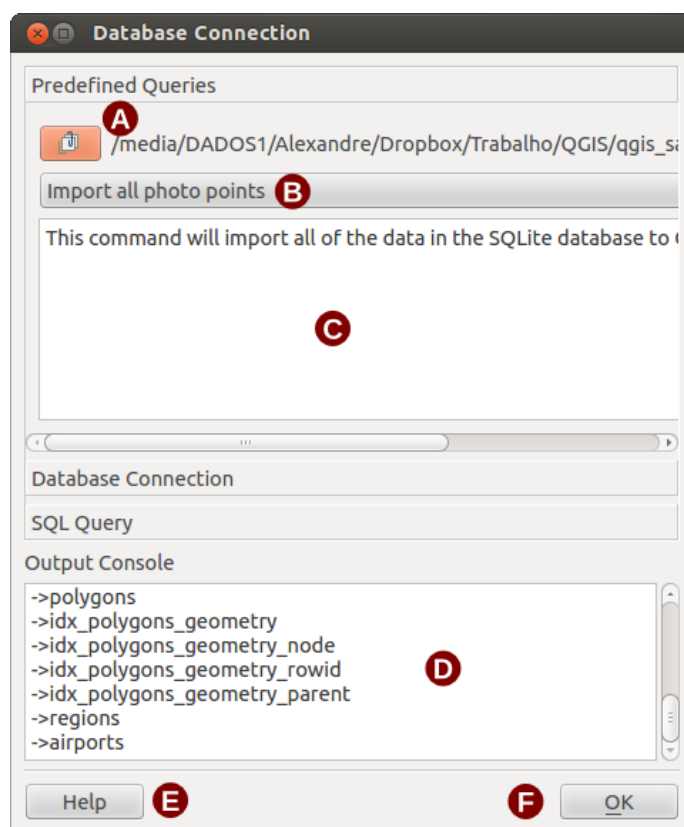 Database Connection
Predefined Queries
A
/media/DADOS1/Alexandre/Dropbox/Trabalho/QGIS/qgis_sa
Import all photo points B
This command will import all of the data in the SQLite database to
C
Database Connection
SQL Query
Output Console
->polygons
->idx_polygons_geometry
->idx_polygons_geometry_node
->idx_polygons_geometry_rowid D
->idx_polygons_geometry_parent
->regions
->airports
Help E F OK